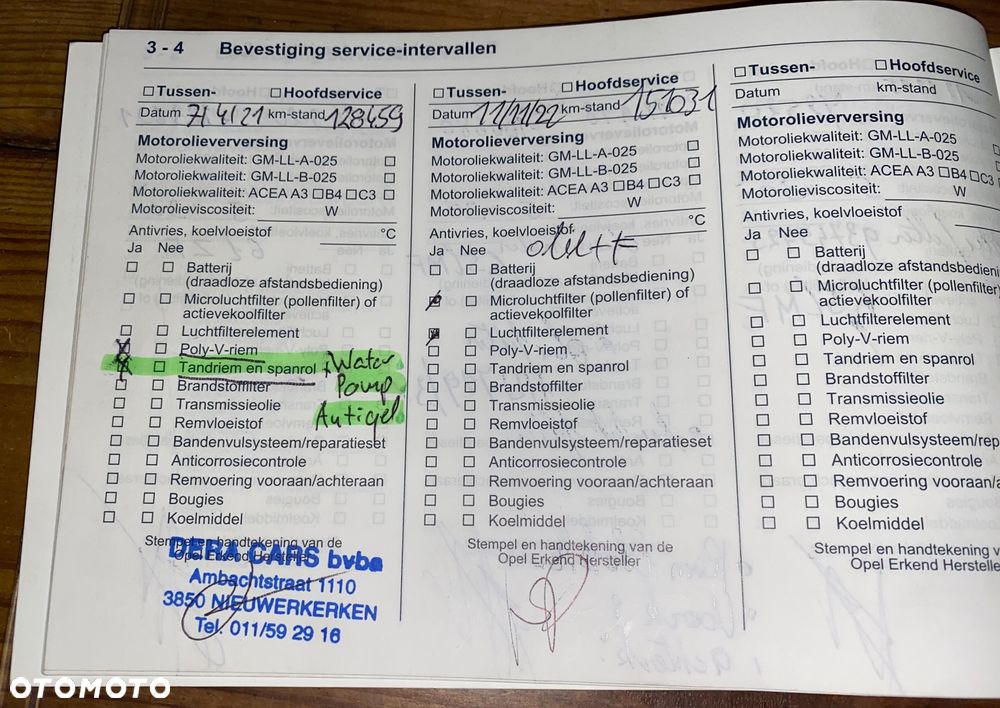 3 - 4 Bevestiging service-intervallen
☐ Tussen- ☐ Hoofdservice
Datum 7/4/21 km-stand 128459
Motorolieverversing
Motoroliekwaliteit: GM-LL-A-025 ☐
Motoroliekwaliteit: GM-LL-B-025 ☐
Motoroliekwaliteit: ACEA A3 ☐B4 ☐C3 ☐
Motorolieviscositeit: W
Antivries, koelvloeistof °C
Ja Nee
Batterij
(draadloze afstandsbediening)
Microluchtfilter (pollenfilter) of
actievekoolfilter
Luchtfilterelement
Poly-V-riem
Tandriem en spanrol + Water
Pomp
Antigel
Brandstoffilter
Transmissieolie
Remvloeistof
Bandenvulsysteem/reparatieset
Anticorrosiecontrole
Remvoering vooraan/achteraan
Bougies
Koelmiddel
Stempel en handtekening van de
Opel Erkend Hersteller
DEBA CARS bvba
Ambachtstraat 1110
3850 NIEUWERKERKEN
Tel. 011/59 29 16
☐ Tussen- ☐ Hoofdservice
Datum 11/11/22 km-stand 151031
Motorolieverversing
Motoroliekwaliteit: GM-LL-A-025 ☐
Motoroliekwaliteit: GM-LL-B-025 ☐
Motoroliekwaliteit: ACEA A3 ☐B4 ☐C3 ☐
Motorolieviscositeit: W
Antivries, koelvloeistof °C
Ja Nee
Batterij
(draadloze afstandsbediening)
Microluchtfilter (pollenfilter) of
actievekoolfilter
Luchtfilterelement
Poly-V-riem
Tandriem en spanrol
Brandstoffilter
Transmissieolie
Remvloeistof
Bandenvulsysteem/reparatieset
Anticorrosiecontrole
Remvoering vooraan/achteraan
Bougies
Koelmiddel
Stempel en handtekening van de
Opel Erkend Hersteller
☐ Tussen- ☐ Hoofdservice
Datum km-stand
Motorolieverversing
Motoroliekwaliteit: GM-LL-A-025
Motoroliekwaliteit: GM-LL-B-025
Motoroliekwaliteit: ACEA A3 ☐B4 ☐C3
Motorolieviscositeit: W
Antivries, koelvloeistof °C
Ja Nee
Batterij
(draadloze afstandsbedieni
Microluchtfilter (pollenfilter) of
actievekoolfilter
Luchtfilterelement
Poly-V-riem
Tandriem en spanrol
Brandstoffilter
Transmissieolie
Remvloeistof
Bandenvulsysteem/rep
Anticorrosiecontrole
Remvoering vooraan/a
Bougies
Koelmiddel
Stempel en handtekening v
Opel Erkend Hersteller
OTOMOTO